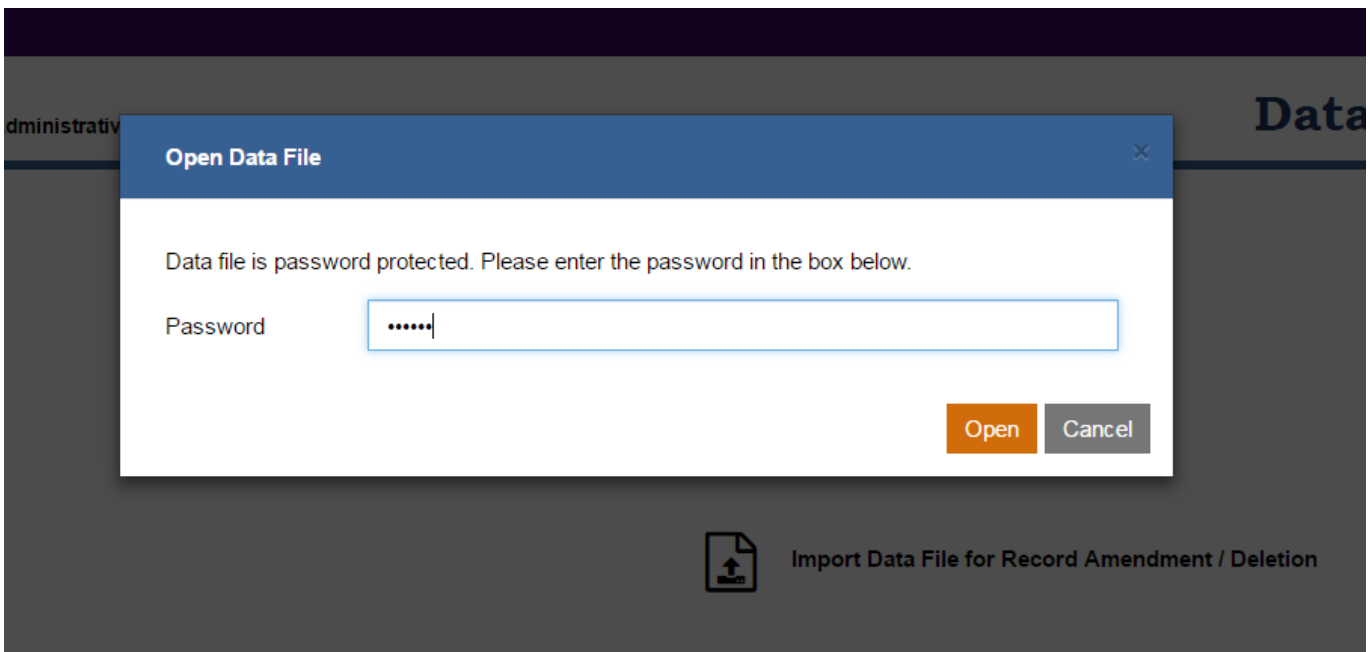 dministrativ
Data
Open Data File
×
Data file is password protected. Please enter the password in the box below.
Password
••••••
Open Cancel
Import Data File for Record Amendment / Deletion